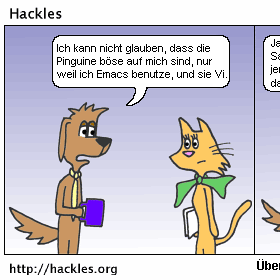 Hackles
Ich kann nicht glauben, dass die
Pinguine böse auf mich sind, nur
weil ich Emacs benutze, und sie Vi.
http://hackles.org